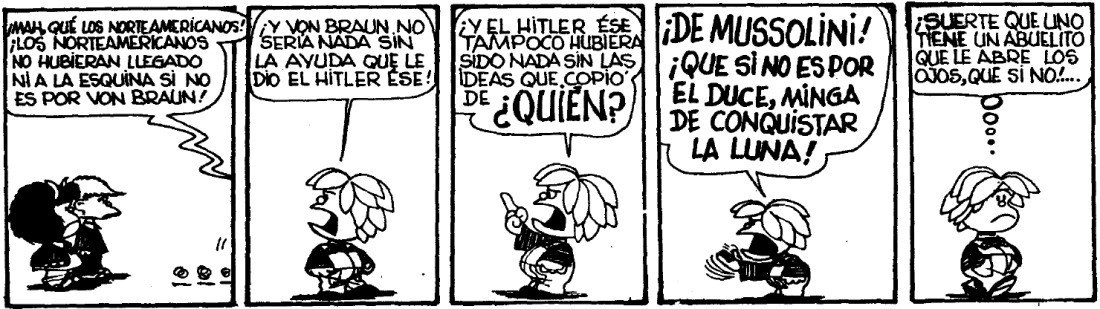 ¡MAH, QUÉ LOS NORTEAMERICANOS!
¡LOS NORTEAMERICANOS
NO HUBIERAN LLEGADO
NI A LA ESQUINA SI NO
ES POR VON BRAUN!
¡Y VON BRAUN NO
SERÍA NADA SIN
LA AYUDA QUE LE
DIO EL HITLER ÉSE!
¡Y EL HITLER ÉSE
TAMPOCO HUBIERA
SIDO NADA SIN LAS
IDEAS QUE COPIÓ
DE ¿QUIÉN?
¡DE MUSSOLINI!
¡QUE SI NO ES POR
EL DUCE, MINGA
DE CONQUISTAR
LA LUNA!
¡SUERTE QUE UNO
TIENE UN ABUELITO
QUE LE ABRE LOS
OJOS, QUE SI NO!...